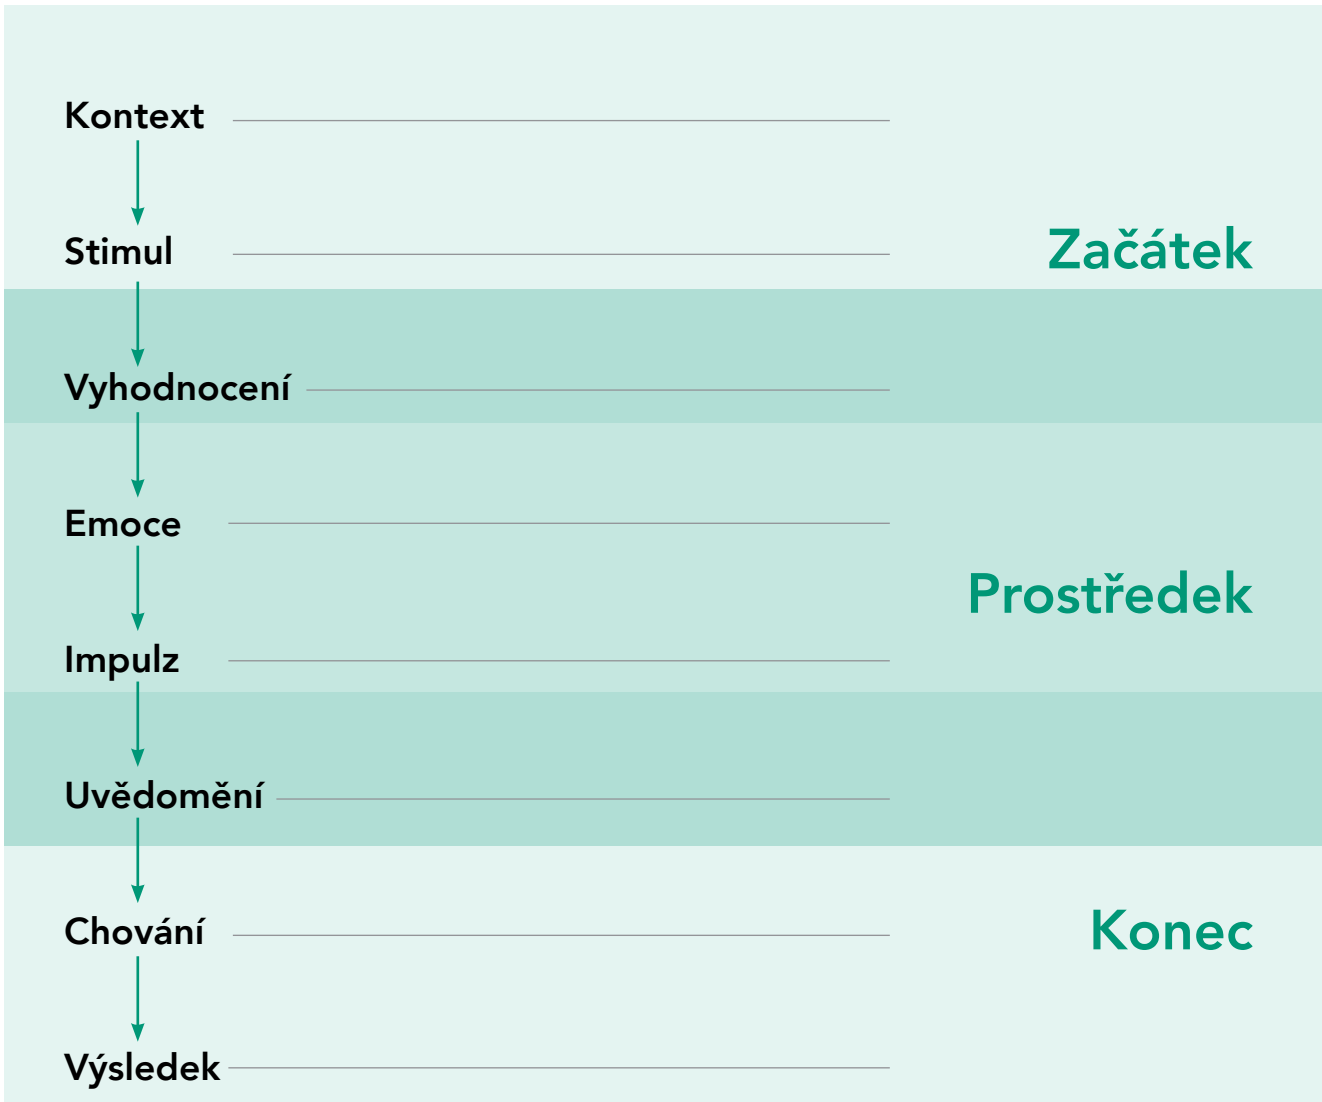 Kontext
Stimul
Začátek
Vyhodnocení
Emoce
Prostředek
Impulz
Uvědomění
Chování
Konec
Výsledek